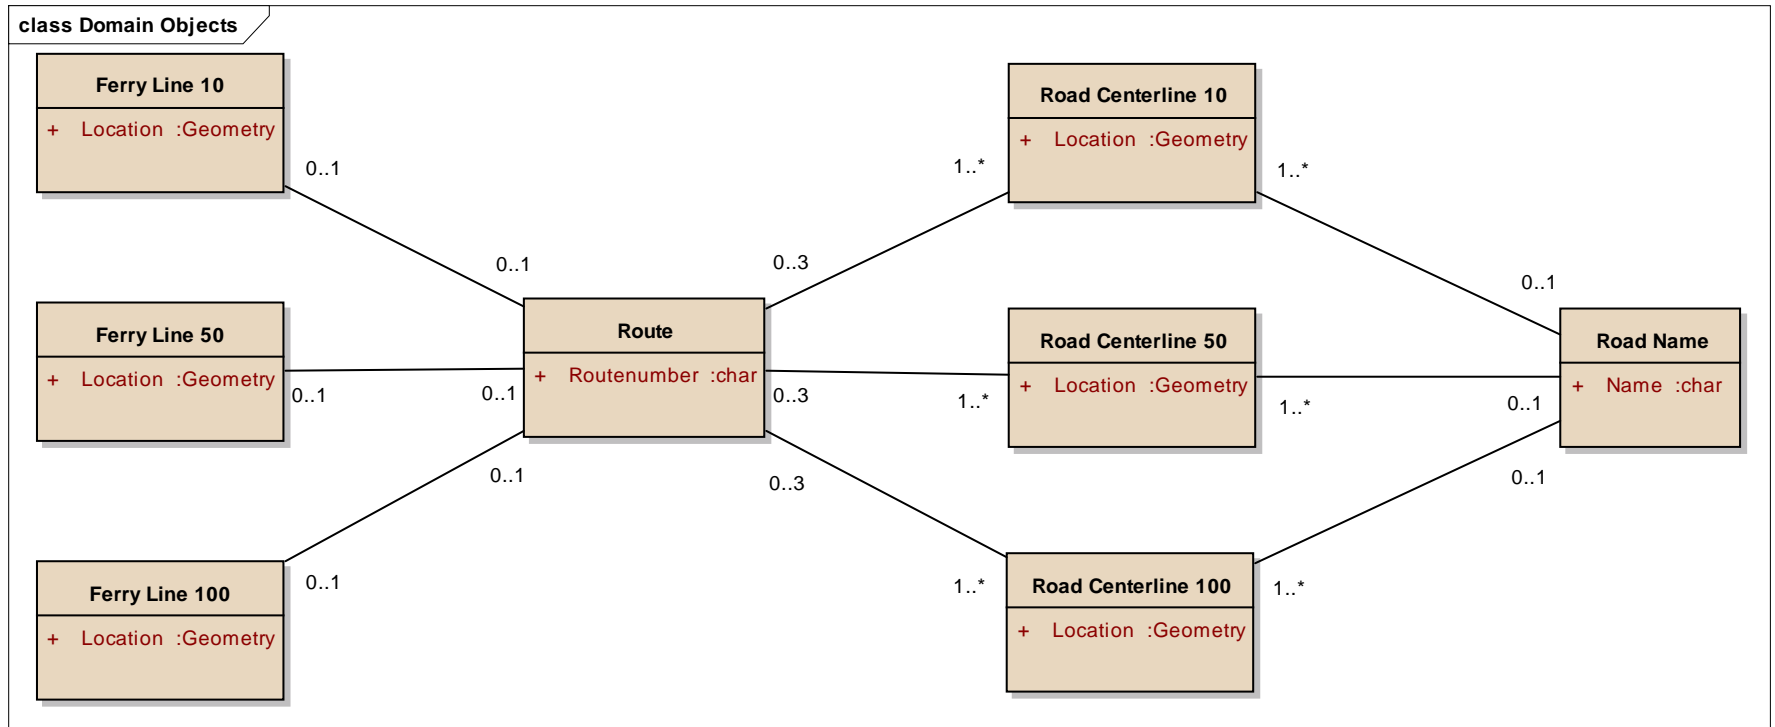 class Domain Objects
Ferry Line 10
+ Location :Geometry
0..1
0..1
Ferry Line 50
+ Location :Geometry
0..1
0..1
Ferry Line 100
+ Location :Geometry
0..1
0..1
Route
+ Routenumber :char
0..3
1..*
0..3
1..*
0..3
1..*
Road Centerline 10
+ Location :Geometry
1..*
0..1
Road Centerline 50
+ Location :Geometry
1..*
0..1
Road Centerline 100
+ Location :Geometry
1..*
0..1
Road Name
+ Name :char